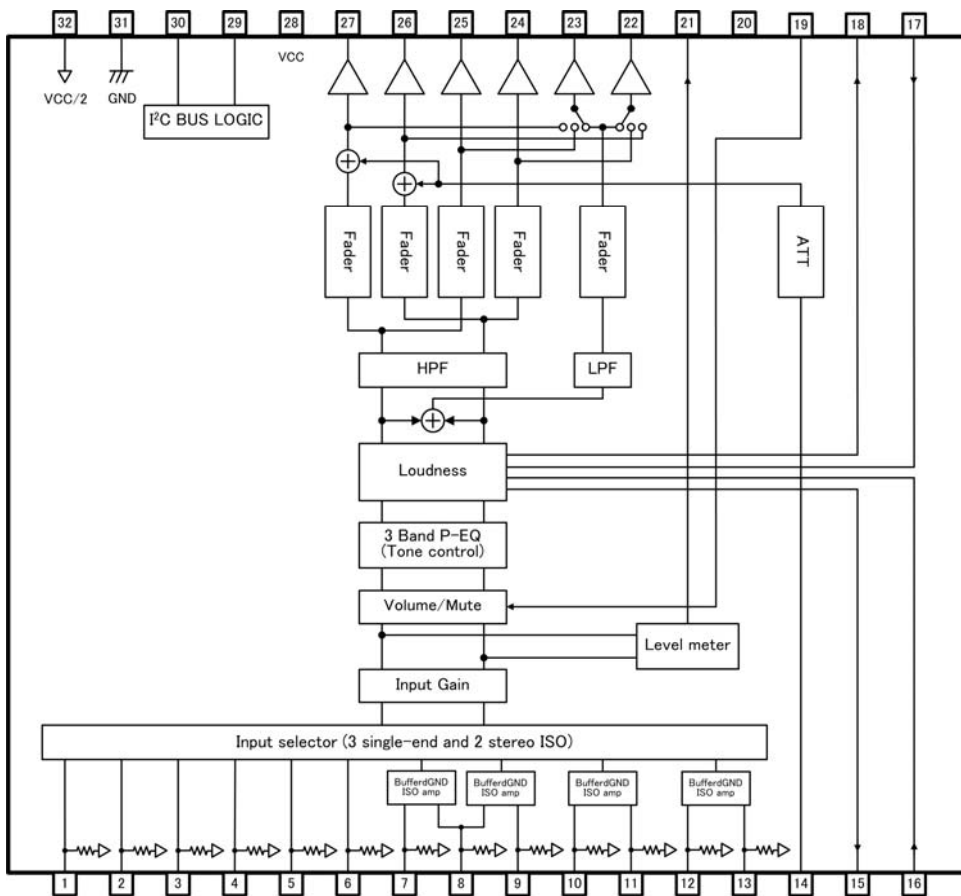 32 31 30 29 28 27 26 25 24 23 22 21 20 19 18 17
VCC
VCC/2 GND
I²C BUS LOGIC
Fader Fader Fader Fader Fader ATT
HPF LPF
Loudness
3 Band P-EQ
(Tone control)
Volume/Mute
Level meter
Input Gain
Input selector (3 single-end and 2 stereo ISO)
BufferdGND
ISO amp
BufferdGND
ISO amp
BufferdGND
ISO amp
BufferdGND
ISO amp
1 2 3 4 5 6 7 8 9 10 11 12 13 14 15 16